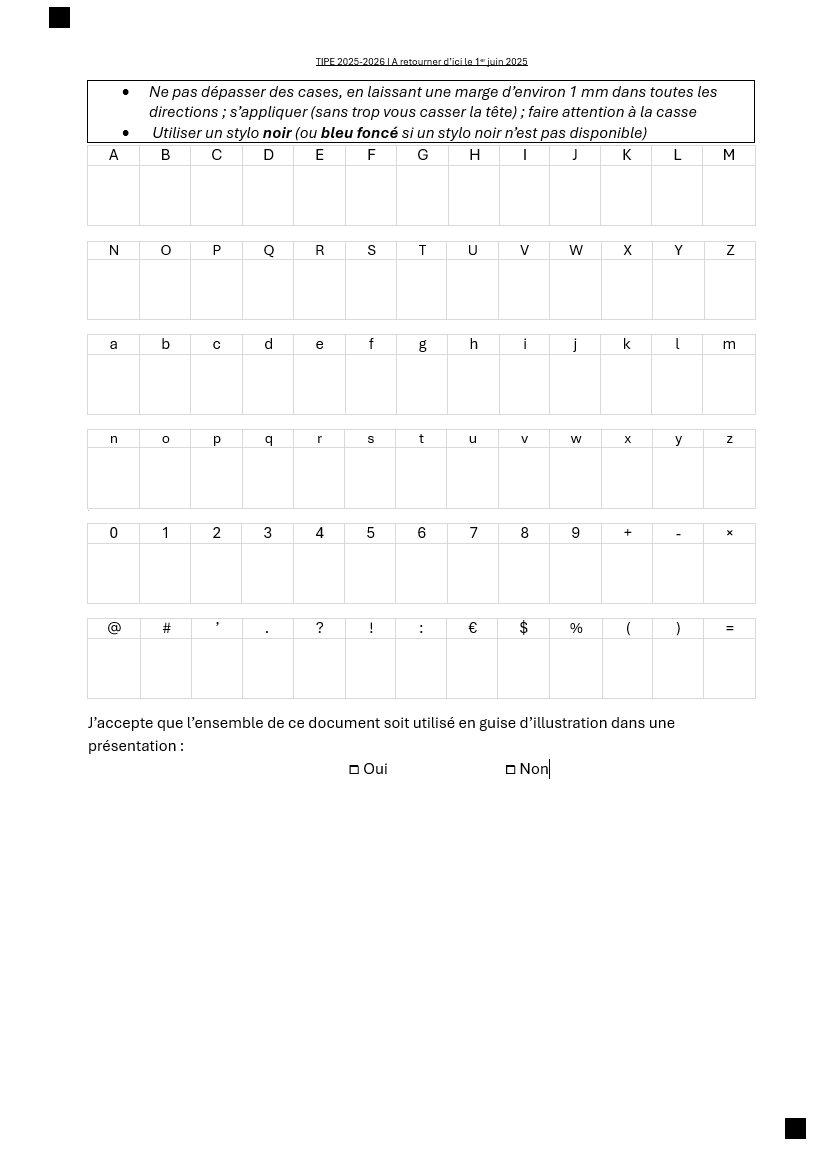 TIPE 2025-2026 | A retourner d’ici le 1er juin 2025
• Ne pas dépasser des cases, en laissant une marge d’environ 1 mm dans toutes les
directions ; s’appliquer (sans trop vous casser la tête) ; faire attention à la casse
• Utiliser un stylo noir (ou bleu foncé si un stylo noir n’est pas disponible)
A B C D E F G H I J K L M
N O P Q R S T U V W X Y Z
a b c d e f g h i j k l m
n o p q r s t u v w x y z
0 1 2 3 4 5 6 7 8 9 + - ×
@ # ’ . ? ! : € $ % ( ) =
J’accepte que l’ensemble de ce document soit utilisé en guise d’illustration dans une
présentation :
□ Oui □ Non